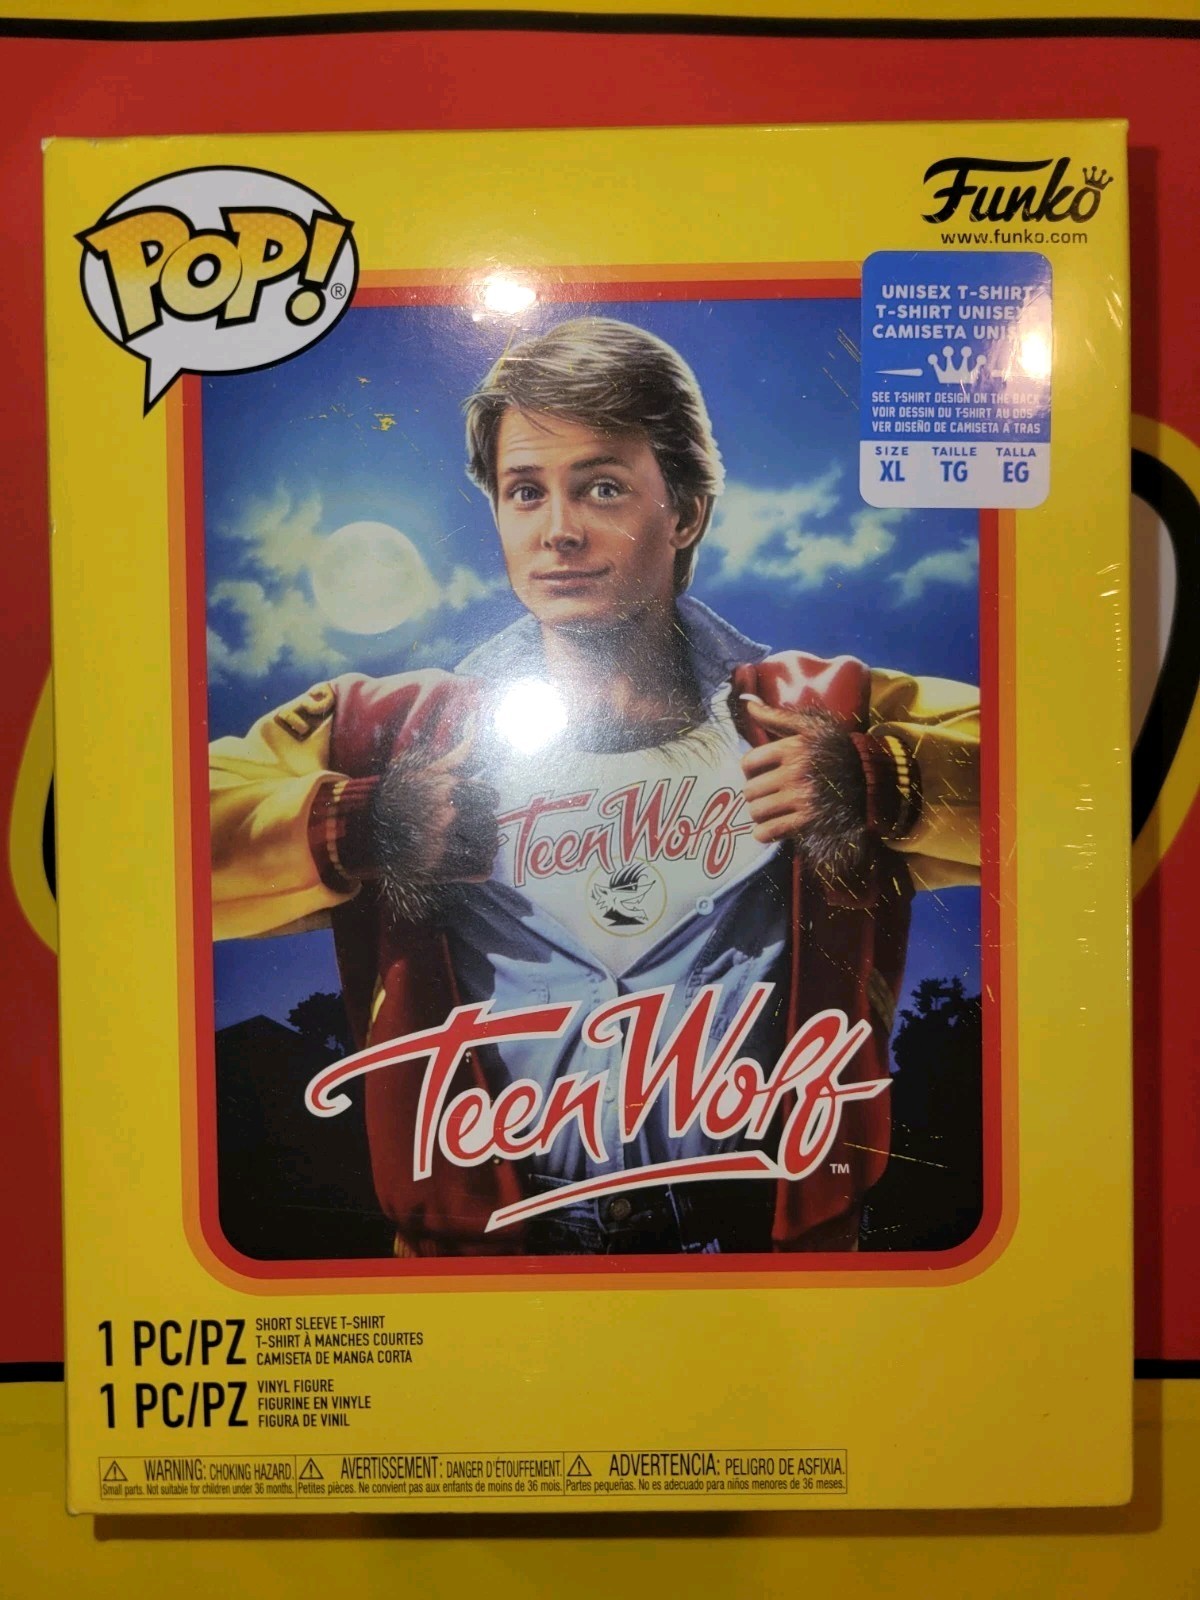 POP!®
Funko
www.funko.com
UNISEX T-SHIRT
T-SHIRT UNISEX
CAMISETA
SEE T-SHIRT DESIGN ON THE BACK
VOIR DESSIN DU T-SHIRT AU DOS
VER DISEÑO DE CAMISETA A TRAS
SIZE TAILLE TALLA
XL TG EG
Teen Wolf
Teen Wolf™
1 PC/PZ
SHORT SLEEVE T-SHIRT
T-SHIRT À MANCHES COURTES
CAMISETA DE MANGA CORTA
1 PC/PZ
VINYL FIGURE
FIGURINE EN VINYLE
FIGURA DE VINIL
WARNING: CHOKING HAZARD.
Small parts. Not suitable for children under 36 months.
AVERTISSEMENT: DANGER D'ÉTOUFFEMENT.
Petites pièces. Ne convient pas aux enfants de moins de 36 mois.
ADVERTENCIA: PELIGRO DE ASFIXIA.
Partes pequeñas. No es adecuado para niños menores de 36 meses.